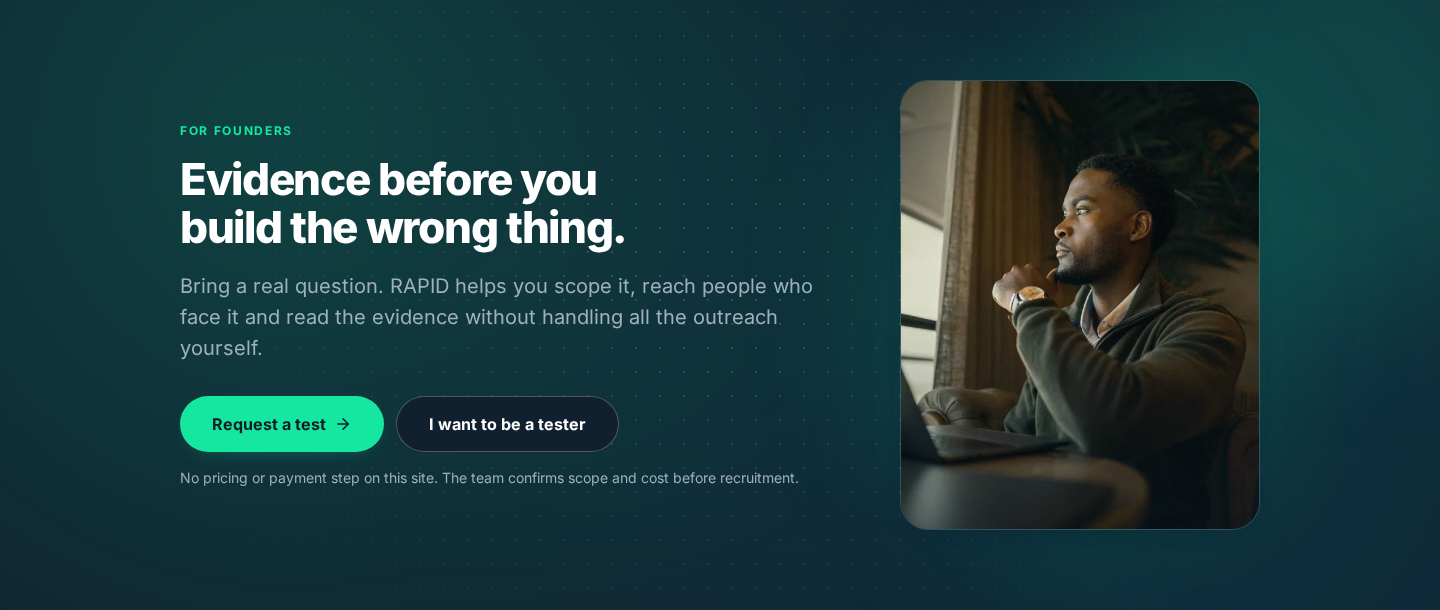 FOR FOUNDERS
Evidence before you
build the wrong thing.
Bring a real question. RAPID helps you scope it, reach people who
face it and read the evidence without handling all the outreach
yourself.
Request a test →
I want to be a tester
No pricing or payment step on this site. The team confirms scope and cost before recruitment.